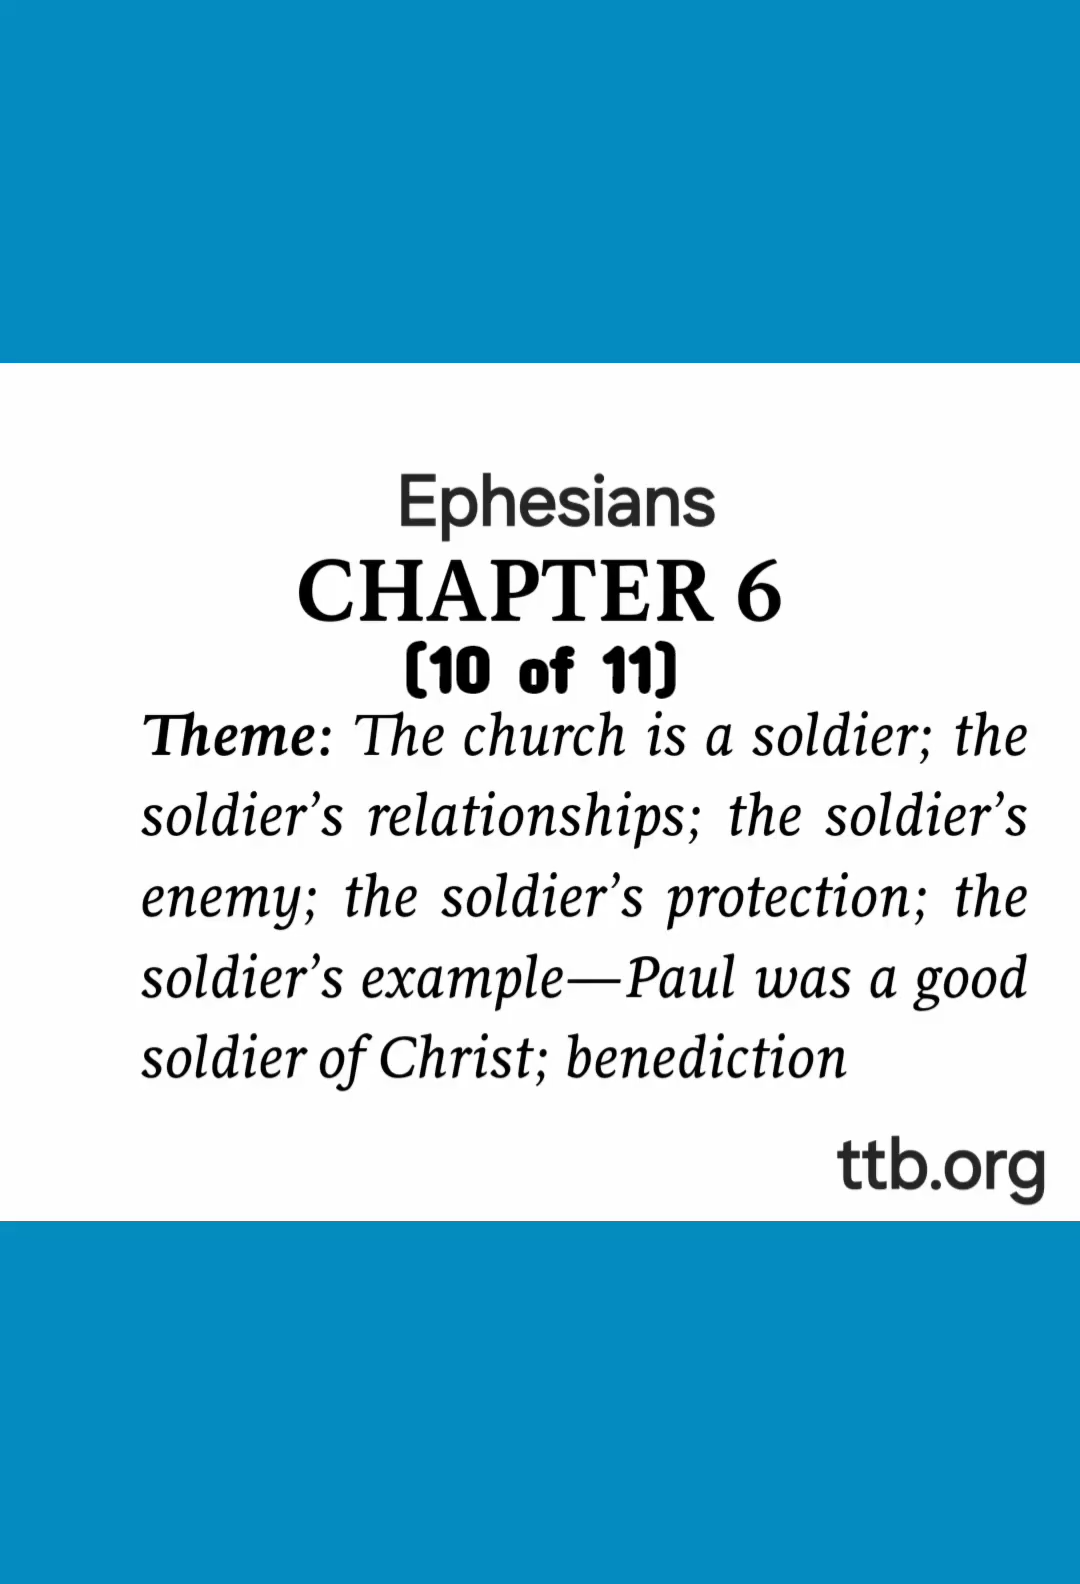 Ephesians
CHAPTER 6
(10 of 11)
Theme: The church is a soldier; the
soldier’s relationships; the soldier’s
enemy; the soldier’s protection; the
soldier’s example—Paul was a good
soldier of Christ; benediction
ttb.org